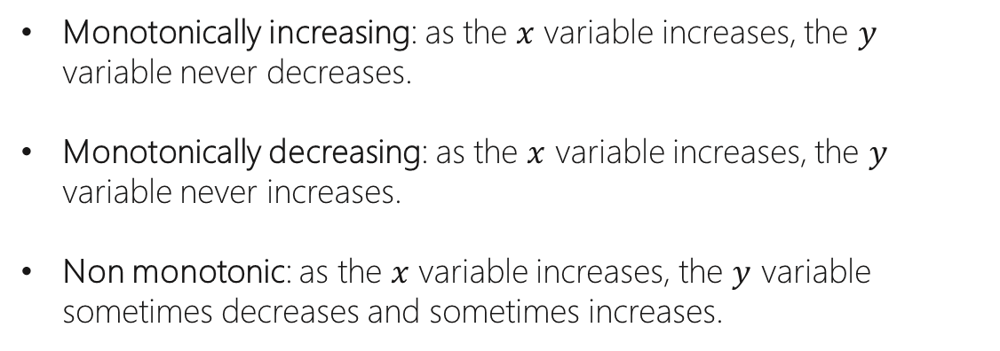 • Monotonically increasing: as the x variable increases, the y
variable never decreases.
• Monotonically decreasing: as the x variable increases, the y
variable never increases.
• Non monotonic: as the x variable increases, the y variable
sometimes decreases and sometimes increases.